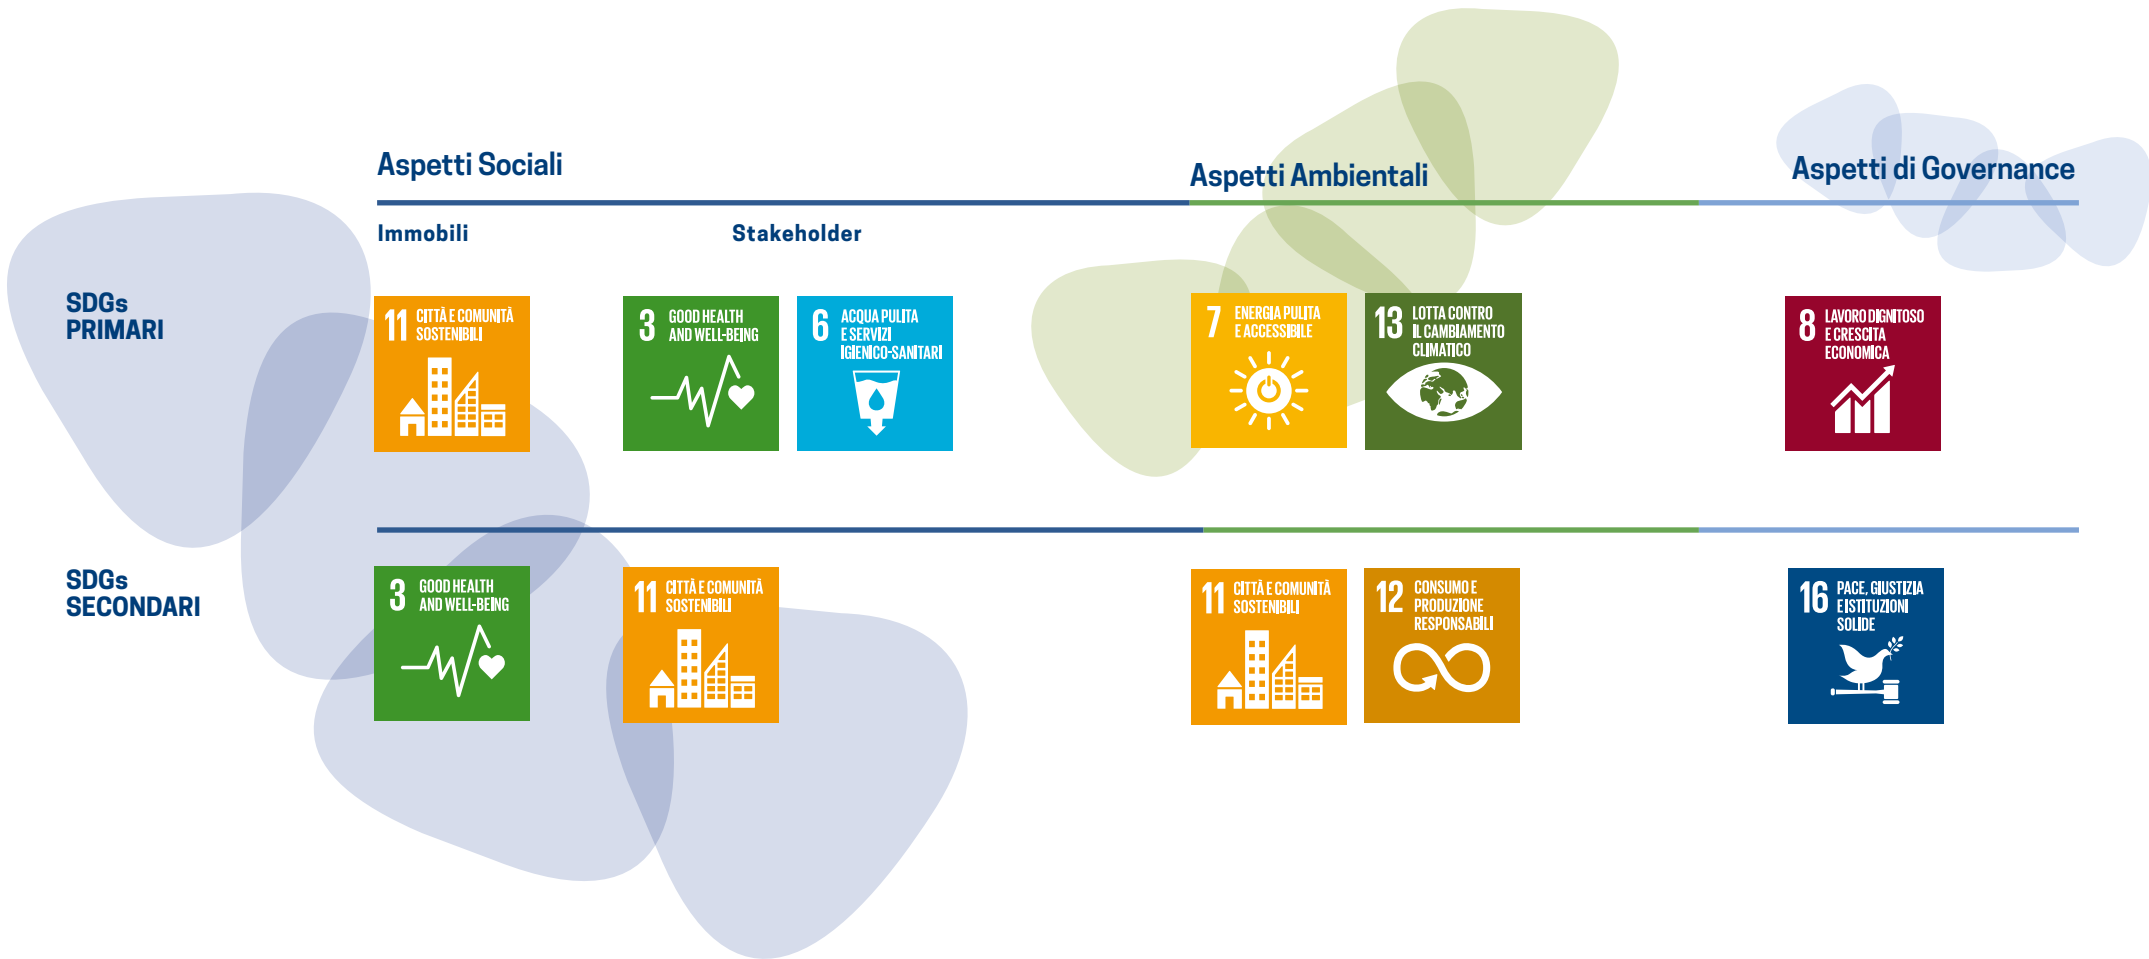 Aspetti Sociali
Aspetti Ambientali
Aspetti di Governance
Immobili
Stakeholder
SDGs
PRIMARI
11 CITTÀ E COMUNITÀ
SOSTENIBILI
3 GOOD HEALTH
AND WELL-BEING
6 ACQUA PULITA
E SERVIZI
IGIENICO-SANITARI
7 ENERGIA PULITA
E ACCESSIBILE
13 LOTTA CONTRO
IL CAMBIAMENTO
CLIMATICO
8 LAVORO DIGNITOSO
E CRESCITA
ECONOMICA
SDGs
SECONDARI
3 GOOD HEALTH
AND WELL-BEING
11 CITTÀ E COMUNITÀ
SOSTENIBILI
11 CITTÀ E COMUNITÀ
SOSTENIBILI
12 CONSUMO E
PRODUZIONE
RESPONSABILI
16 PACE, GIUSTIZIA
E ISTITUZIONI
SOLIDE